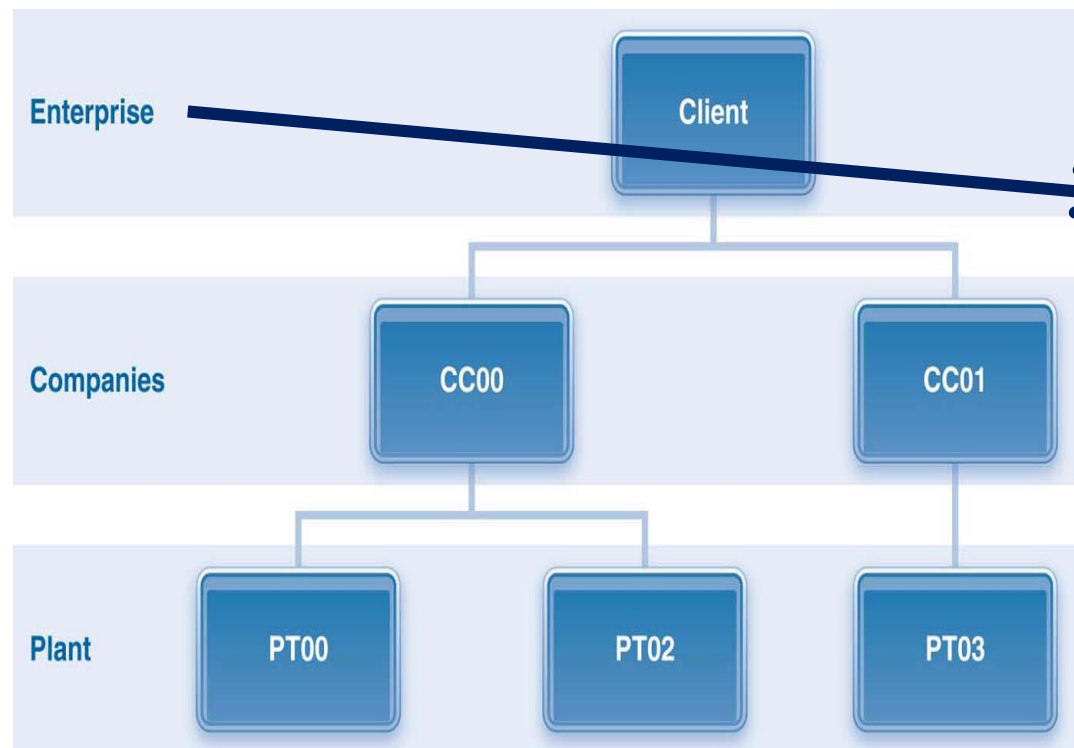 Enterprise
Client
Companies
CC00
CC01
Plant
PT00
PT02
PT03